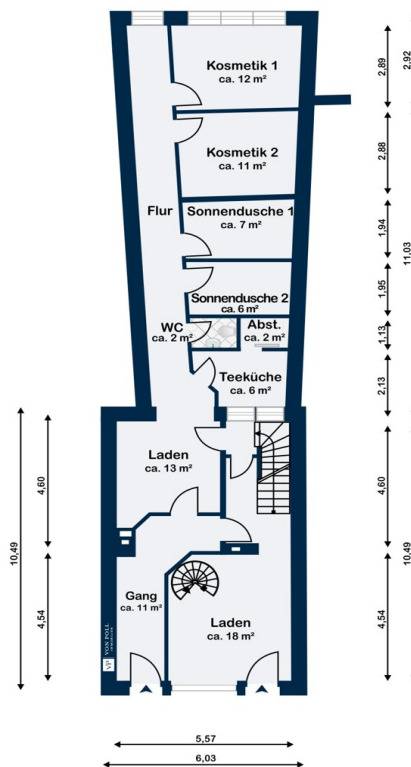 Kosmetik 1
ca. 12 m²
2,89
2,92
Kosmetik 2
ca. 11 m²
2,88
Flur
Sonnendusche 1
ca. 7 m²
1,94
11,03
Sonnendusche 2
ca. 6 m²
1,95
WC
ca. 2 m²
Abst.
ca. 2 m²
1,13
Teeküche
ca. 6 m²
2,13
Laden
ca. 13 m²
4,60
4,60
10,49
10,49
Gang
ca. 11 m²
4,54
4,54
Laden
ca. 18 m²
VP
VON POLL
IMMOBILIEN
5,57
6,03